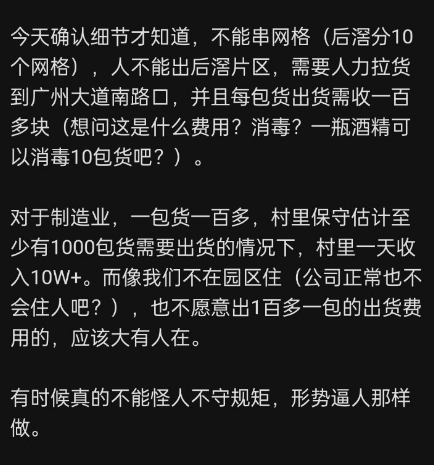 今天确认细节才知道，不能串网格（后滘分10
个网格），人不能出后滘片区，需要人力拉货
到广州大道南路口，并且每包货出货需收一百
多块（想问这是什么费用？消毒？一瓶酒精可
以消毒10包货吧？）。
对于制造业，一包货一百多，村里保守估计至
少有1000包货需要出货的情况下，村里一天收
入10W+。而像我们不在园区住（公司正常也不
会住人吧？），也不愿意出1百多一包的出货费
用的，应该大有人在。
有时候真的不能怪人不守规矩，形势逼人那样
做。